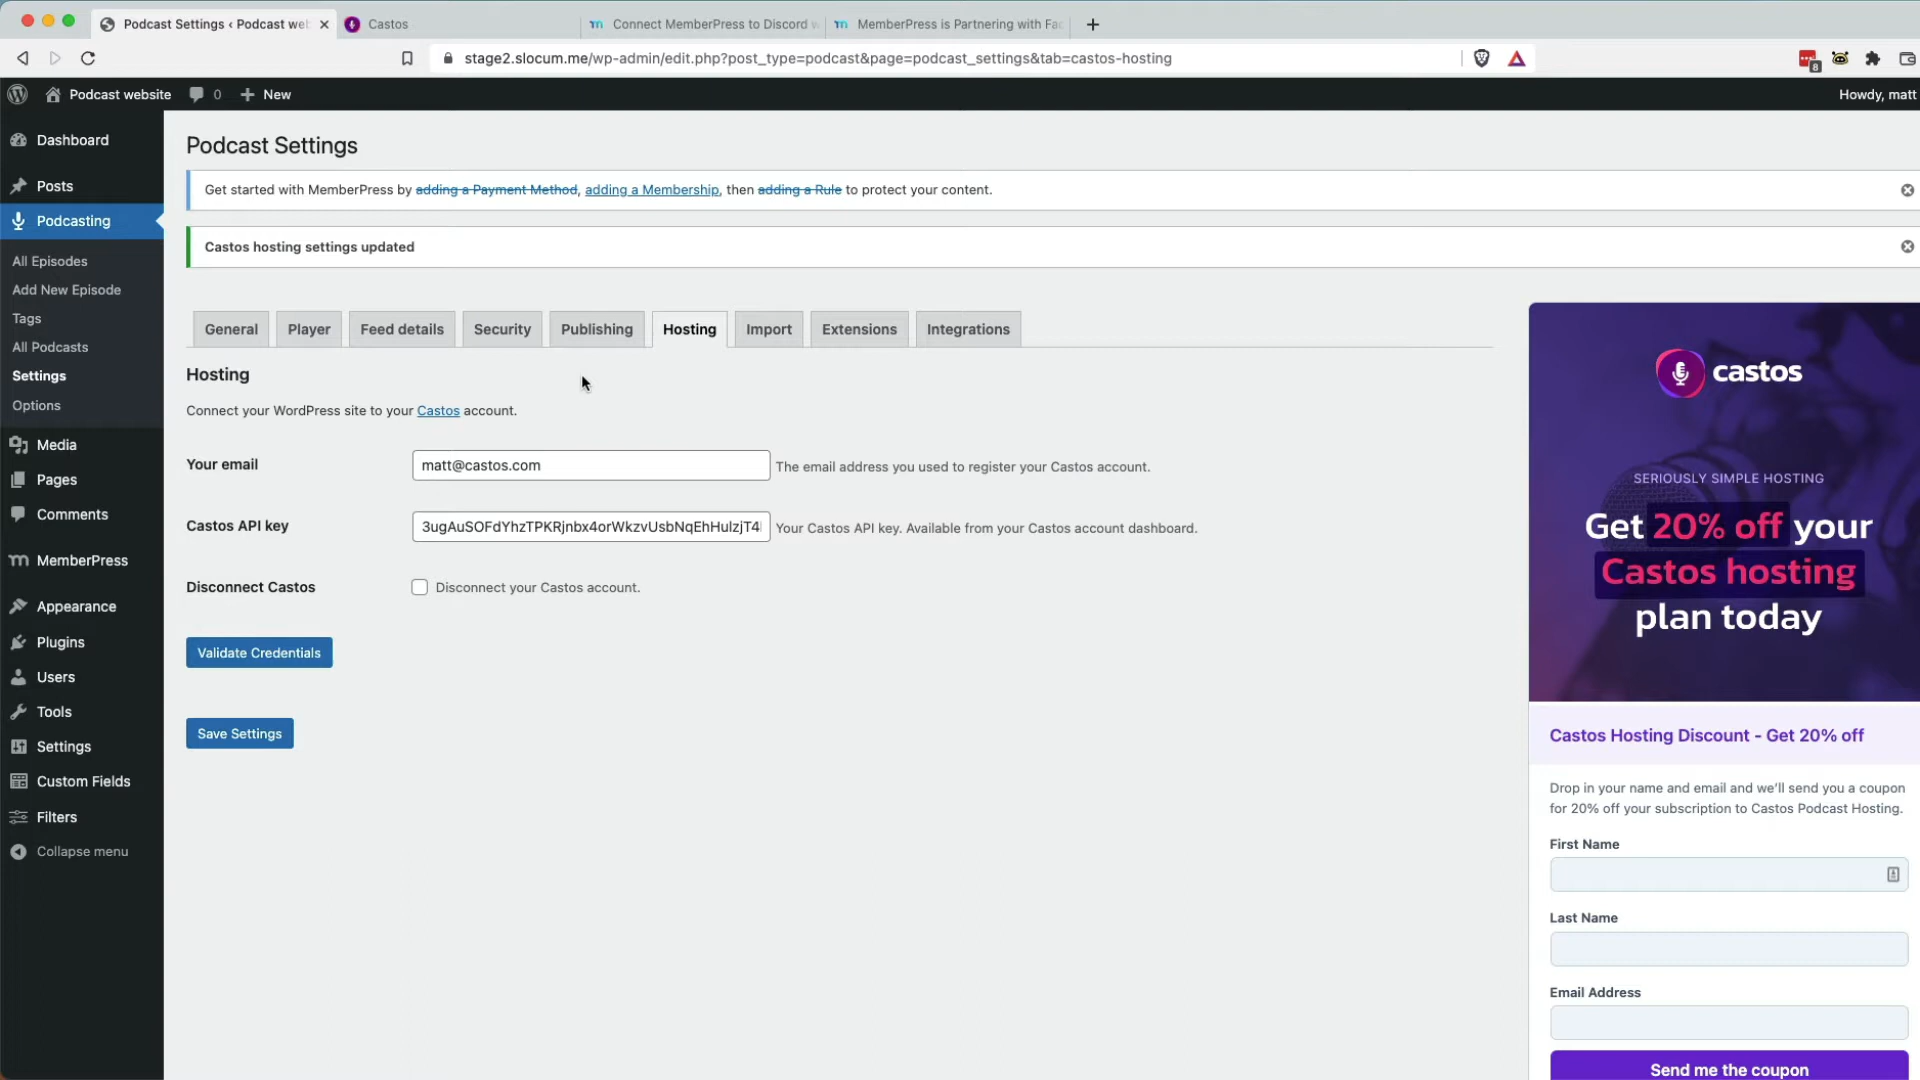 Podcast Settings ‹ Podcast we
Castos
Connect MemberPress to Discord w
MemberPress is Partnering with Fac
stage2.slocum.me/wp-admin/edit.php?post_type=podcast&page=podcast_settings&tab=castos-hosting
8
Podcast website
0
New
Howdy, matt
Dashboard
Posts
Podcasting
All Episodes
Add New Episode
Tags
All Podcasts
Settings
Options
Media
Pages
Comments
MemberPress
Appearance
Plugins
Users
Tools
Settings
Custom Fields
Filters
Collapse menu
Podcast Settings
Get started with MemberPress by adding a Payment Method, adding a Membership, then adding a Rule to protect your content.
Castos hosting settings updated
General
Player
Feed details
Security
Publishing
Hosting
Import
Extensions
Integrations
Hosting
Connect your WordPress site to your Castos account.
Your email
matt@castos.com
The email address you used to register your Castos account.
Castos API key
3ugAuSOFdYhzTPKRjnbx4orWkzvUsbNqEhHulzjT4
Your Castos API key. Available from your Castos account dashboard.
Disconnect Castos
Disconnect your Castos account.
Validate Credentials
Save Settings
castos
SERIOUSLY SIMPLE HOSTING
Get 20% off your
Castos hosting
plan today
Castos Hosting Discount - Get 20% off
Drop in your name and email and we'll send you a coupon
for 20% off your subscription to Castos Podcast Hosting.
First Name
Last Name
Email Address
Send me the coupon